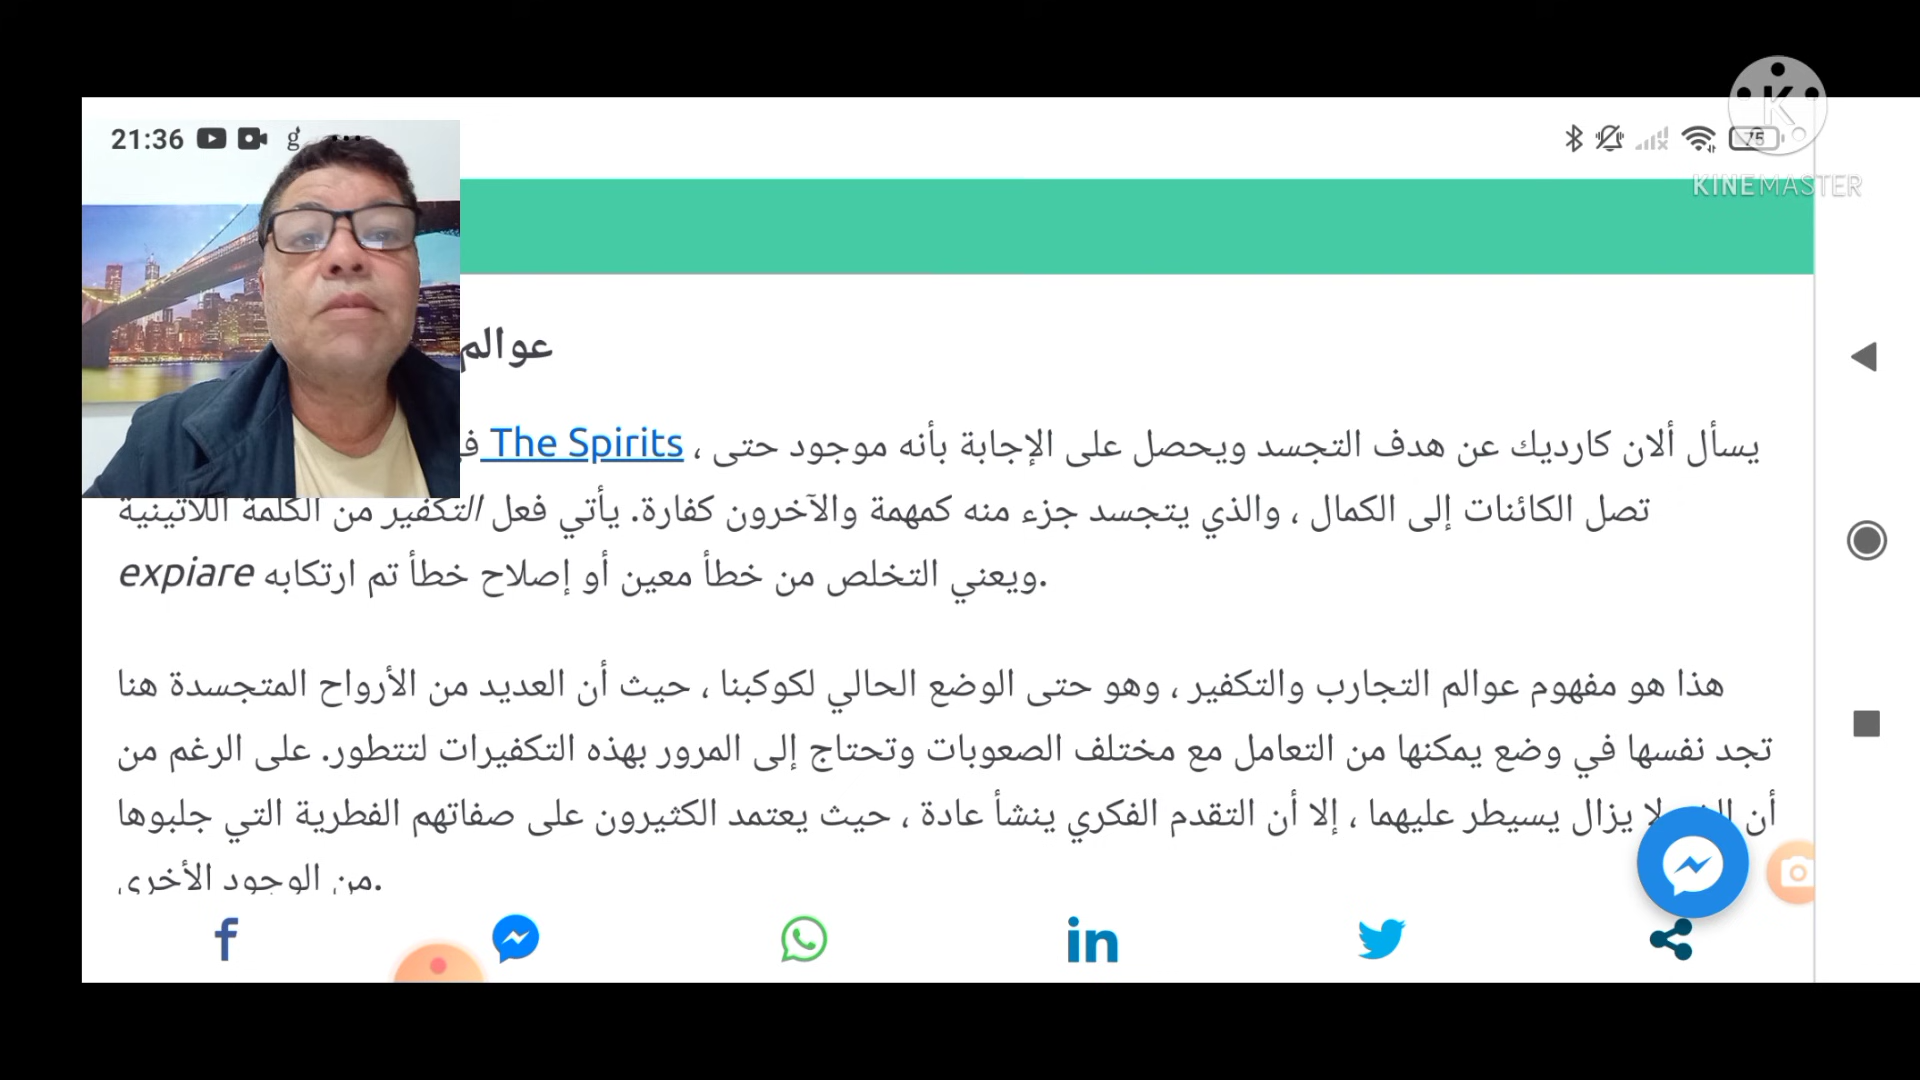 21:36
75
KINEMASTER
عوالم
يسأل ألان كارديك عن هدف التجسد ويحصل على الإجابة بأنه موجود حتى ، The Spirits
تصل الكائنات إلى الكمال ، والذي يتجسد جزء منه كمهمة والآخرون كفارة. يأتي فعل التكفير من الكلمة اللاتينية
expiare ويعني التخلص من خطأ معين أو إصلاح خطأ تم ارتكابه.
هذا هو مفهوم عوالم التجارب والتكفير ، وهو حتى الوضع الحالي لكوكبنا ، حيث أن العديد من الأرواح المتجسدة هنا
تجد نفسها في وضع يمكنها من التعامل مع مختلف الصعوبات وتحتاج إلى المرور بهذه التكفيرات لتتطور. على الرغم من
أن لا يزال يسيطر عليهما ، إلا أن التقدم الفكري ينشأ عادة ، حيث يعتمد الكثيرون على صفاتهم الفطرية التي جلبوها
من الوجود الأخرى.